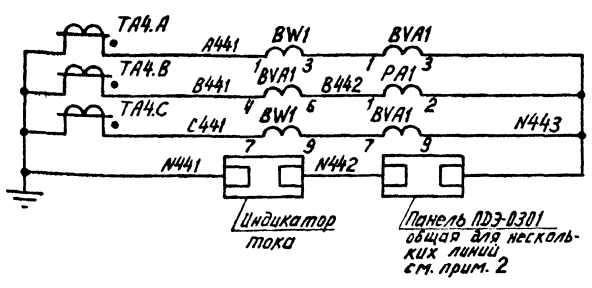 TA4.A
A441 BW1 BVA1
1 3 1 3
TA4.B
B441 BVA1 B442 PA1
4 6 1 2
TA4.C
C441 BW1 BVA1 N443
7 9 7 9
N441 N442
Индикатор
тока
Панель ПДЭ-0301
общая для несколь-
ких линий
см. прим. 2